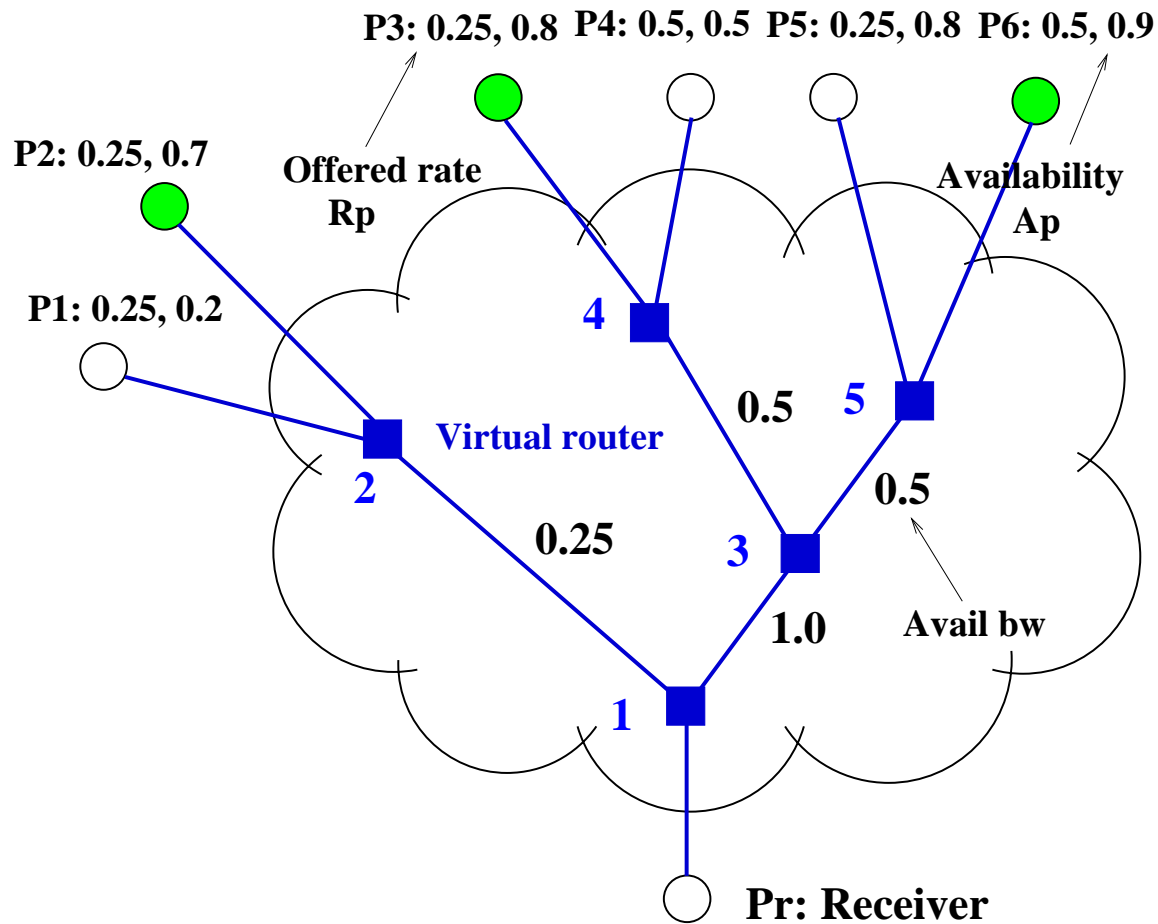 P3: 0.25, 0.8 P4: 0.5, 0.5 P5: 0.25, 0.8 P6: 0.5, 0.9
P2: 0.25, 0.7
Offered rate
Rp
Availability
Ap
P1: 0.25, 0.2
4
0.5
5
Virtual router
2
0.5
0.25
3
1.0
Avail bw
1
Pr: Receiver